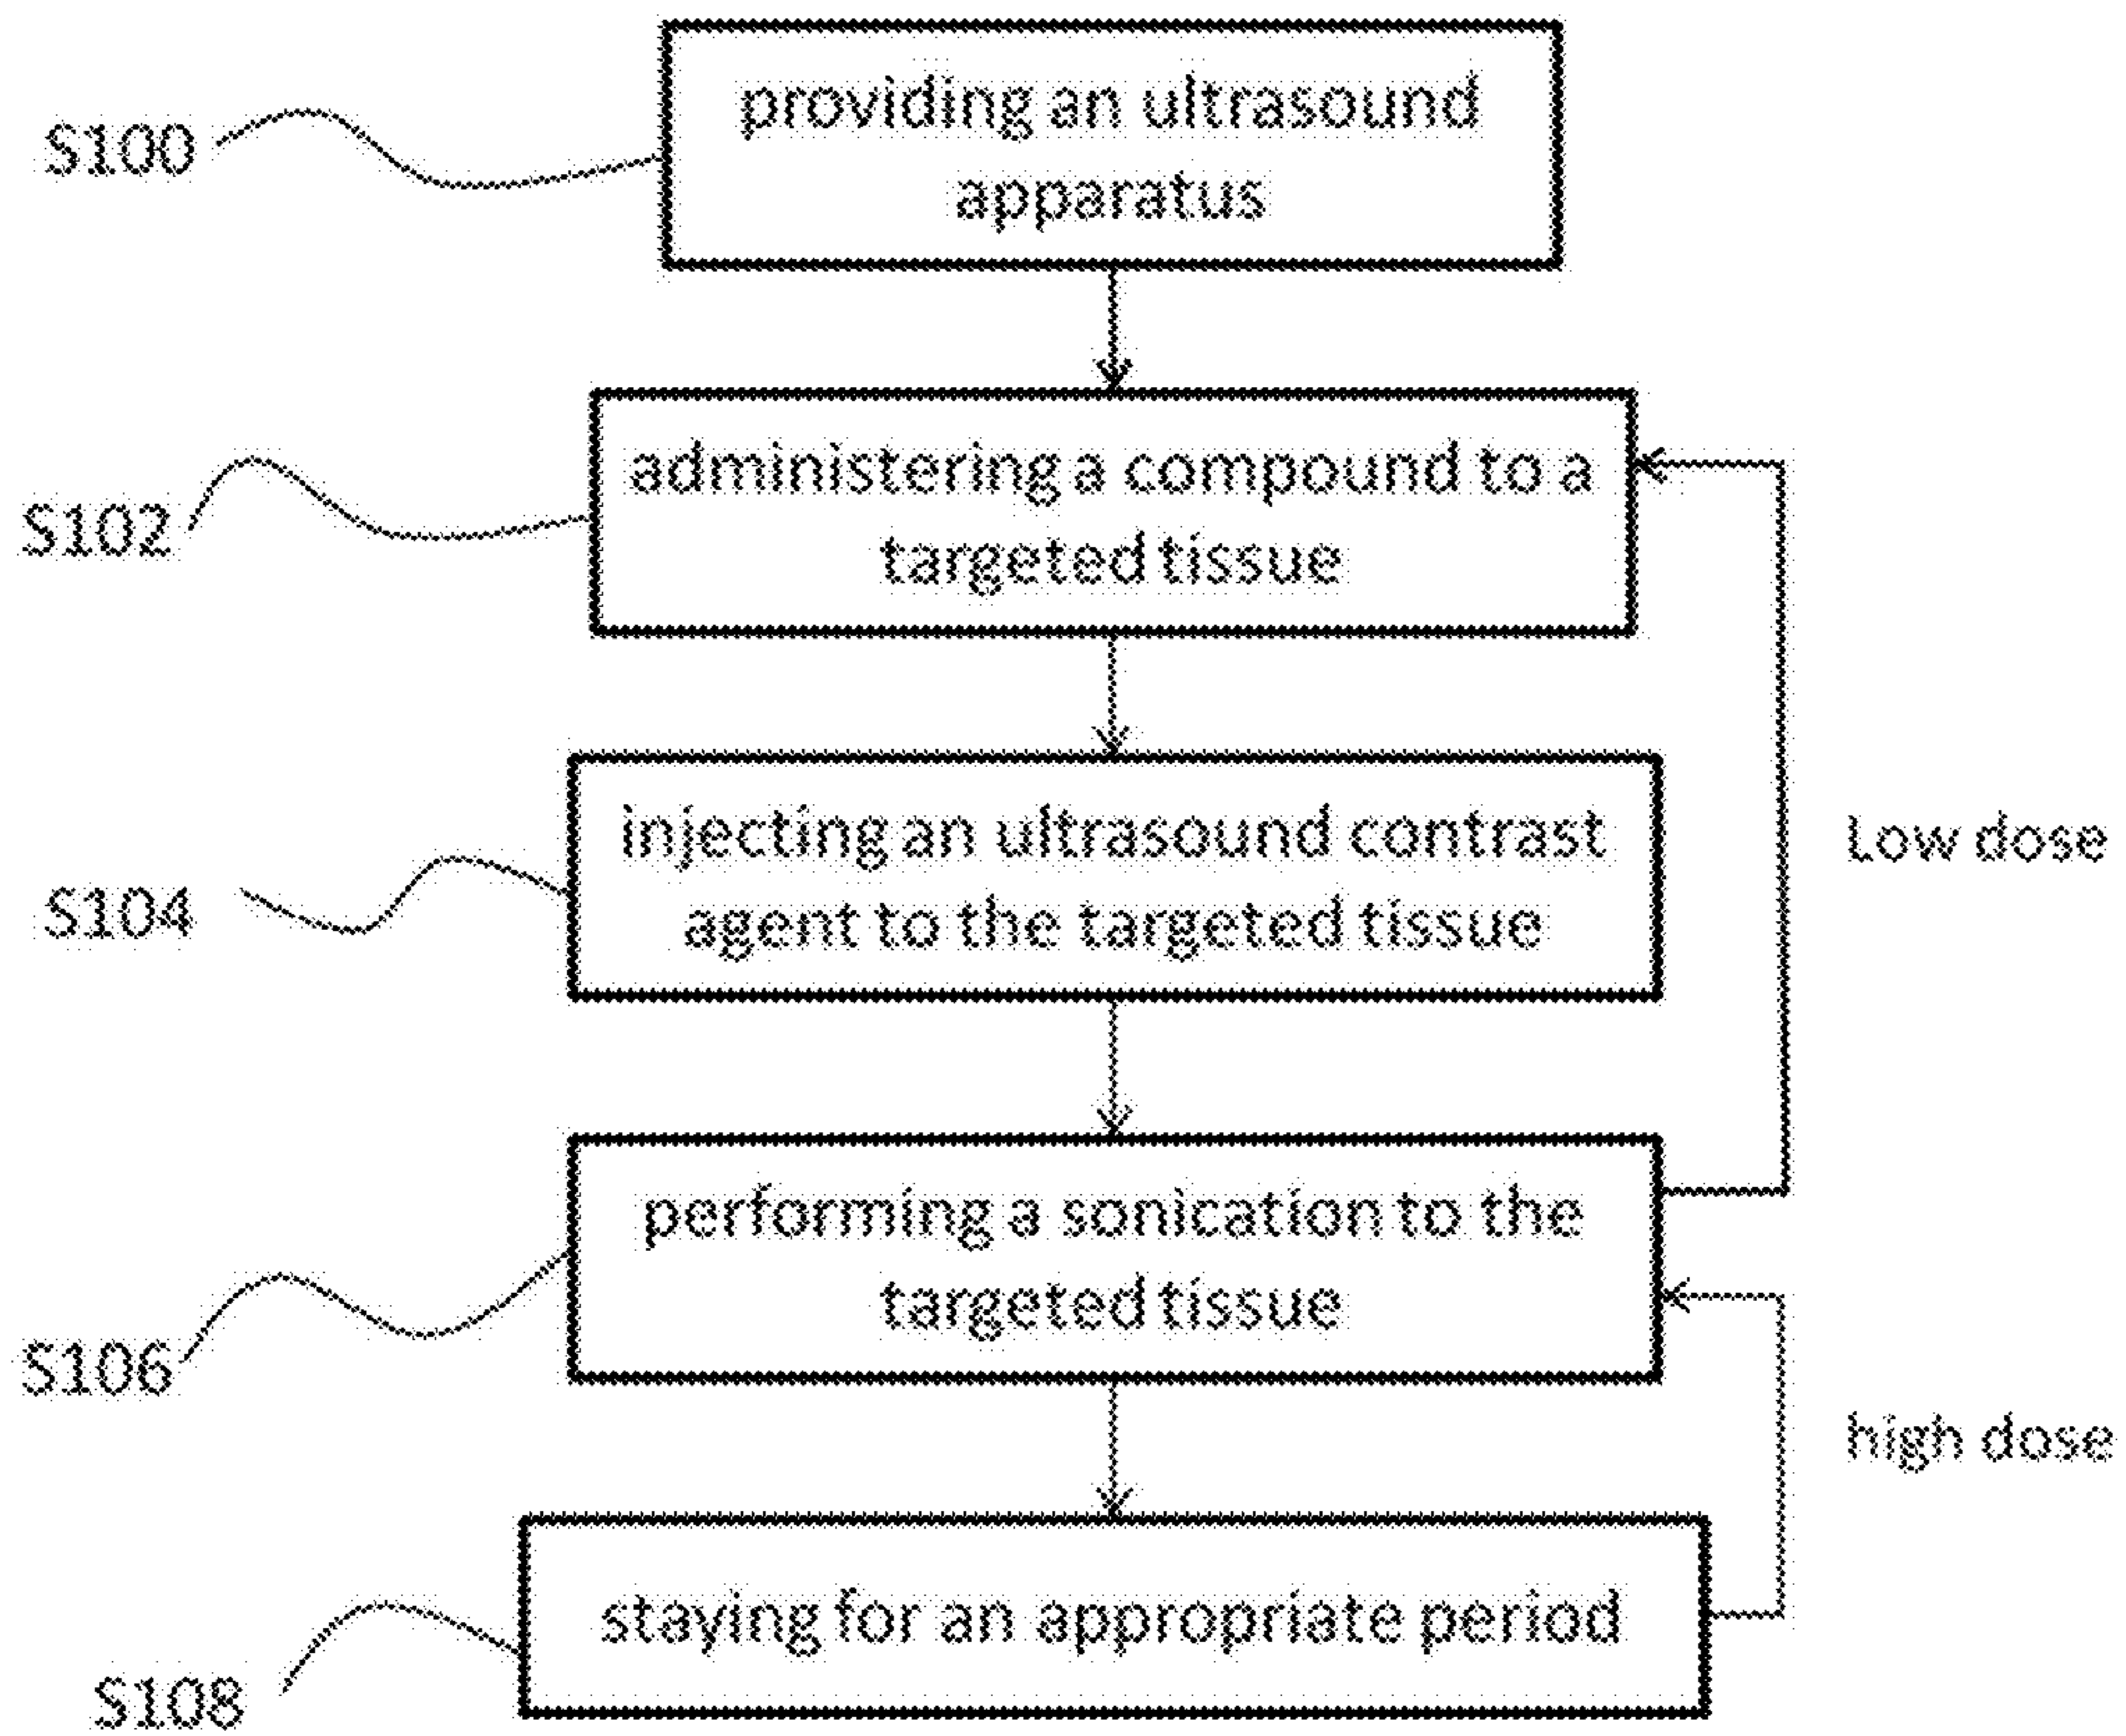 providing an ultrasound
apparatus
S100
administering a compound to a
targeted tissue
S102
injecting an ultrasound contrast
agent to the targeted tissue
S104
Low dose
performing a sonication to the
targeted tissue
S106
high dose
staying for an appropriate period
S108